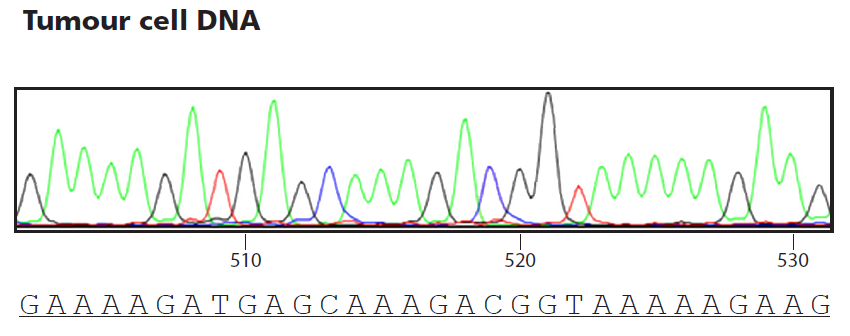 Tumour cell DNA
510 520 530
GAAAAGATGAGCAAAGACGGTAAAAAGAAG